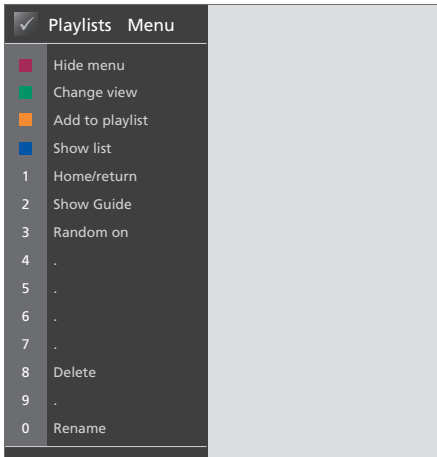 Playlists Menu
Hide menu
Change view
Add to playlist
Show list
1 Home/return
2 Show Guide
3 Random on
4 .
5 .
6 .
7 .
8 Delete
9 .
0 Rename